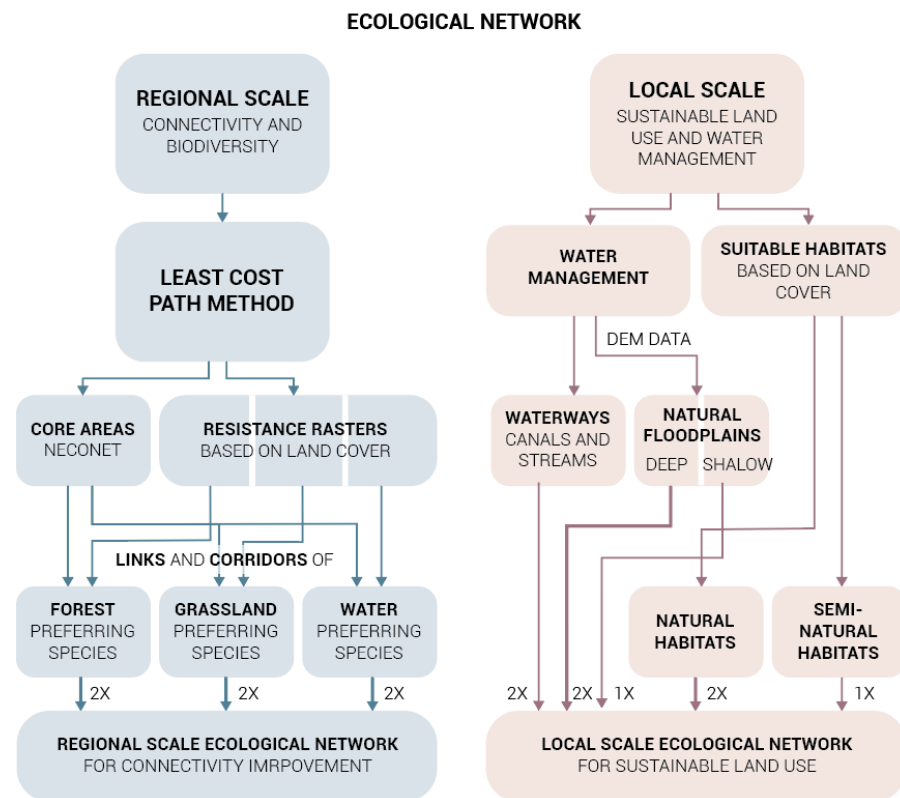 ECOLOGICAL NETWORK
REGIONAL SCALE
CONNECTIVITY AND
BIODIVERSITY
LEAST COST
PATH METHOD
CORE AREAS
NECONET
RESISTANCE RASTERS
BASED ON LAND COVER
LINKS AND CORRIDORS OF
FOREST
PREFERRING
SPECIES
GRASSLAND
PREFERRING
SPECIES
WATER
PREFERRING
SPECIES
2X
2X
2X
REGIONAL SCALE ECOLOGICAL NETWORK
FOR CONNECTIVITY IMRPOVEMENT
LOCAL SCALE
SUSTAINABLE LAND
USE AND WATER
MANAGEMENT
WATER
MANAGEMENT
SUITABLE HABITATS
BASED ON LAND
COVER
DEM DATA
WATERWAYS
CANALS AND
STREAMS
NATURAL
FLOODPLAINS
DEEP SHALOW
NATURAL
HABITATS
SEMI-
NATURAL
HABITATS
2X
2X
1X
2X
1X
LOCAL SCALE ECOLOGICAL NETWORK
FOR SUSTAINABLE LAND USE